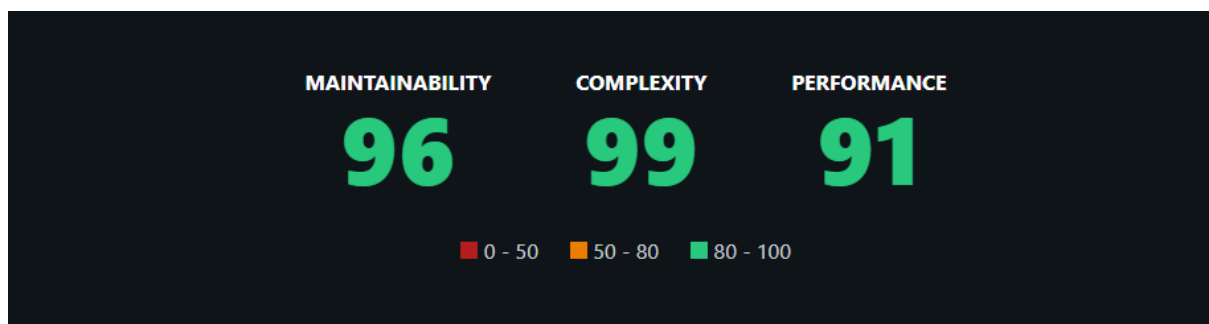 MAINTAINABILITY COMPLEXITY PERFORMANCE
96 99 91
0 - 50 50 - 80 80 - 100